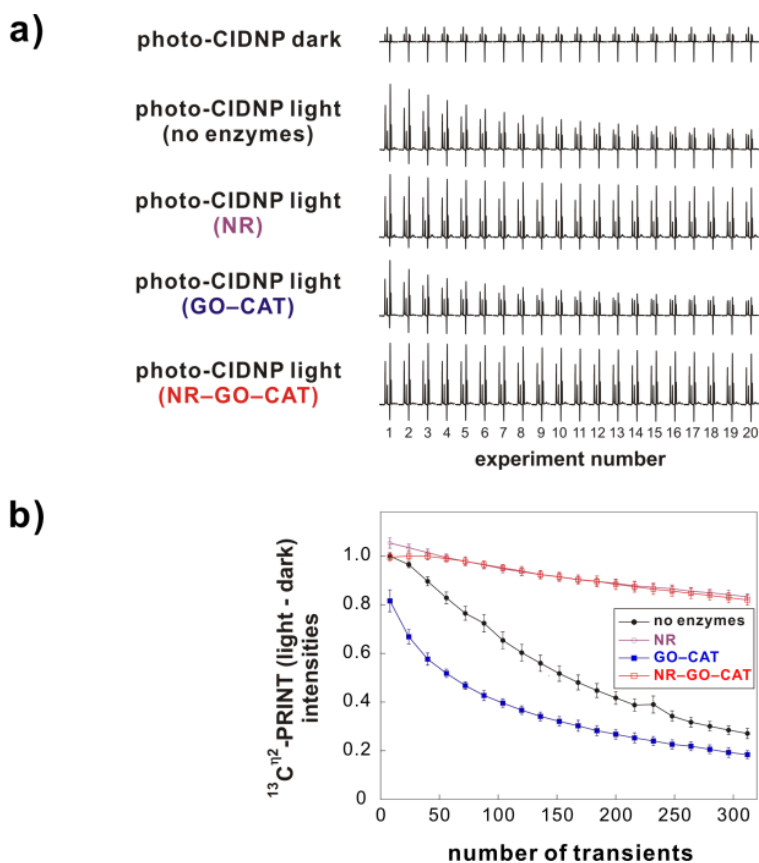 a)
photo-CIDNP dark
photo-CIDNP light
(no enzymes)
photo-CIDNP light
(NR)
photo-CIDNP light
(GO–CAT)
photo-CIDNP light
(NR–GO–CAT)
1 2 3 4 5 6 7 8 9 10 11 12 13 14 15 16 17 18 19 20
experiment number
b)
¹³C^η2-PRINT (light - dark)
intensities
1.0
0.8
0.6
0.4
0.2
0
no enzymes
NR
GO–CAT
NR–GO–CAT
0 50 100 150 200 250 300
number of transients